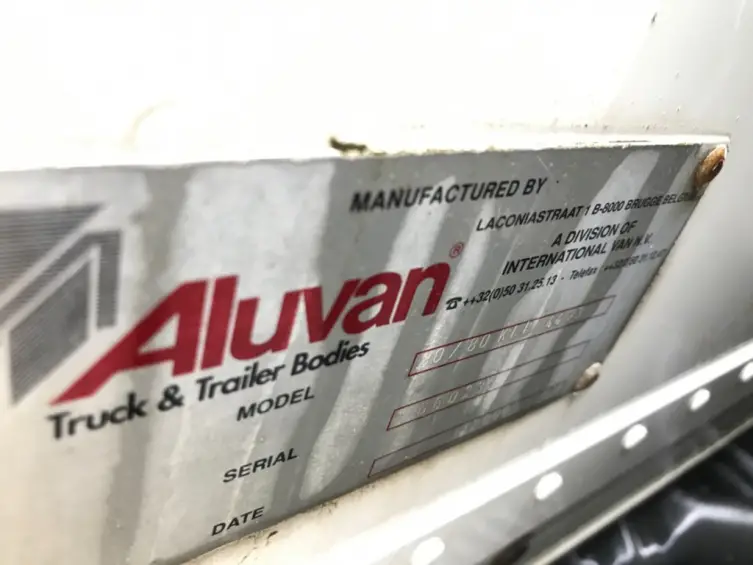 MANUFACTURED BY
LACONIASTRAAT 1 B-8000 BRUGGE BELGIUM
A DIVISION OF
INTERNATIONAL VAN N.V.
☎ ++32(0)50 31.25.13 - Telefax
Aluvan®
Truck & Trailer Bodies
MODEL
SERIAL
DATE